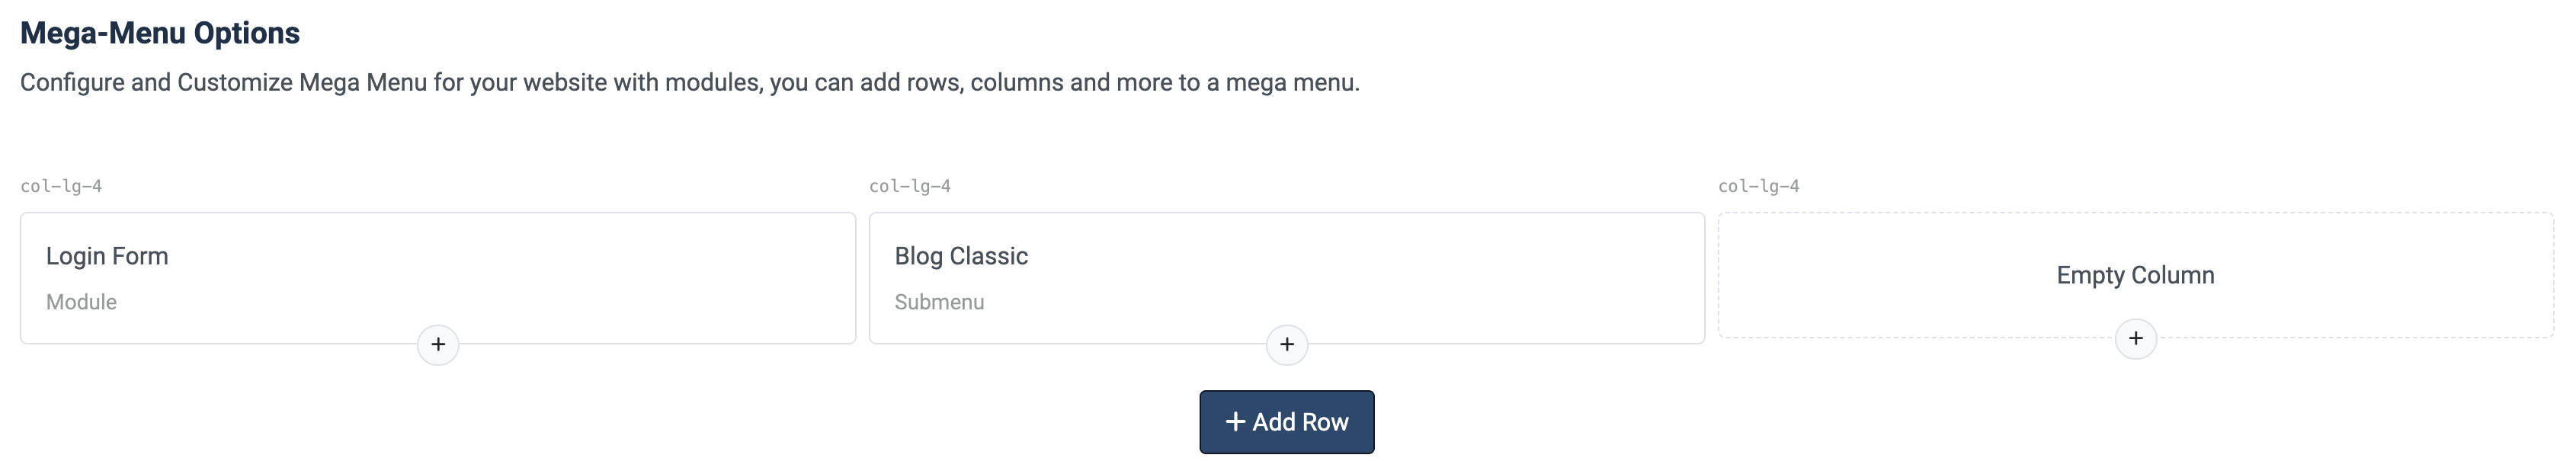 Mega-Menu Options
Configure and Customize Mega Menu for your website with modules, you can add rows, columns and more to a mega menu.
col-lg-4
col-lg-4
col-lg-4
Login Form
Module
Blog Classic
Submenu
Empty Column
+
+
+
+ Add Row